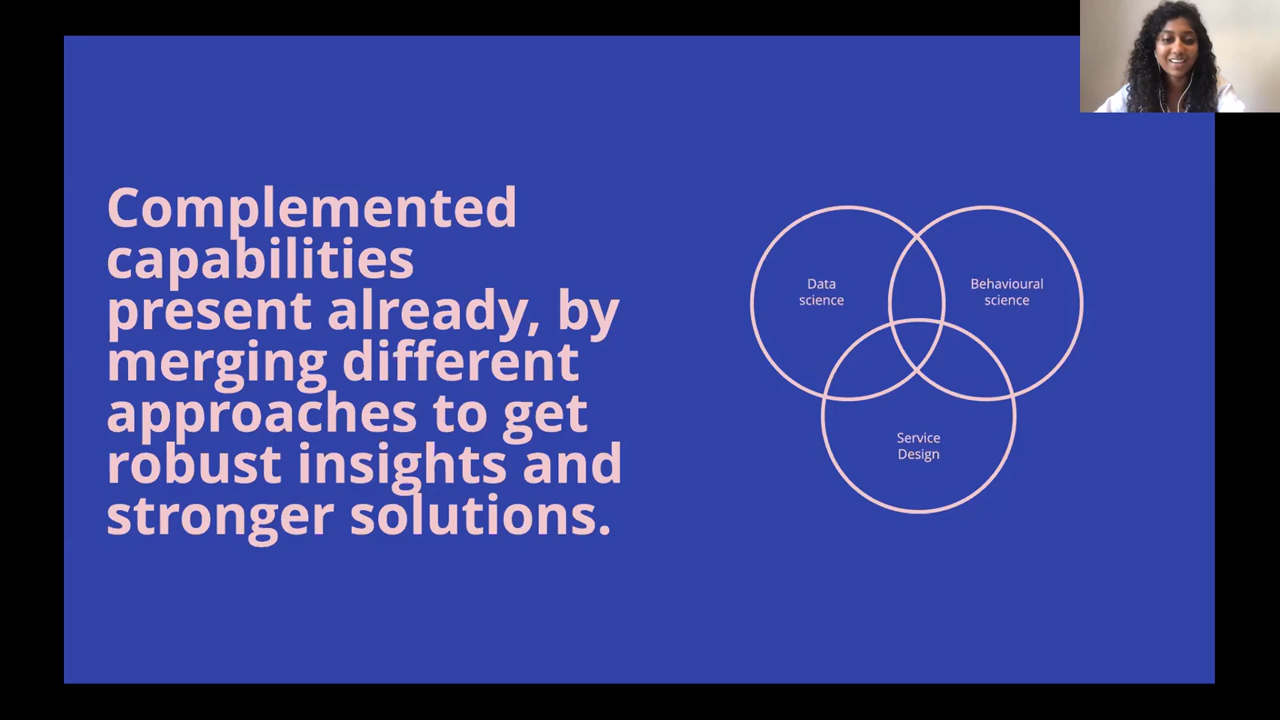 Complemented
capabilities
present already, by
merging different
approaches to get
robust insights and
stronger solutions.
Data
science
Behavioural
science
Service
Design